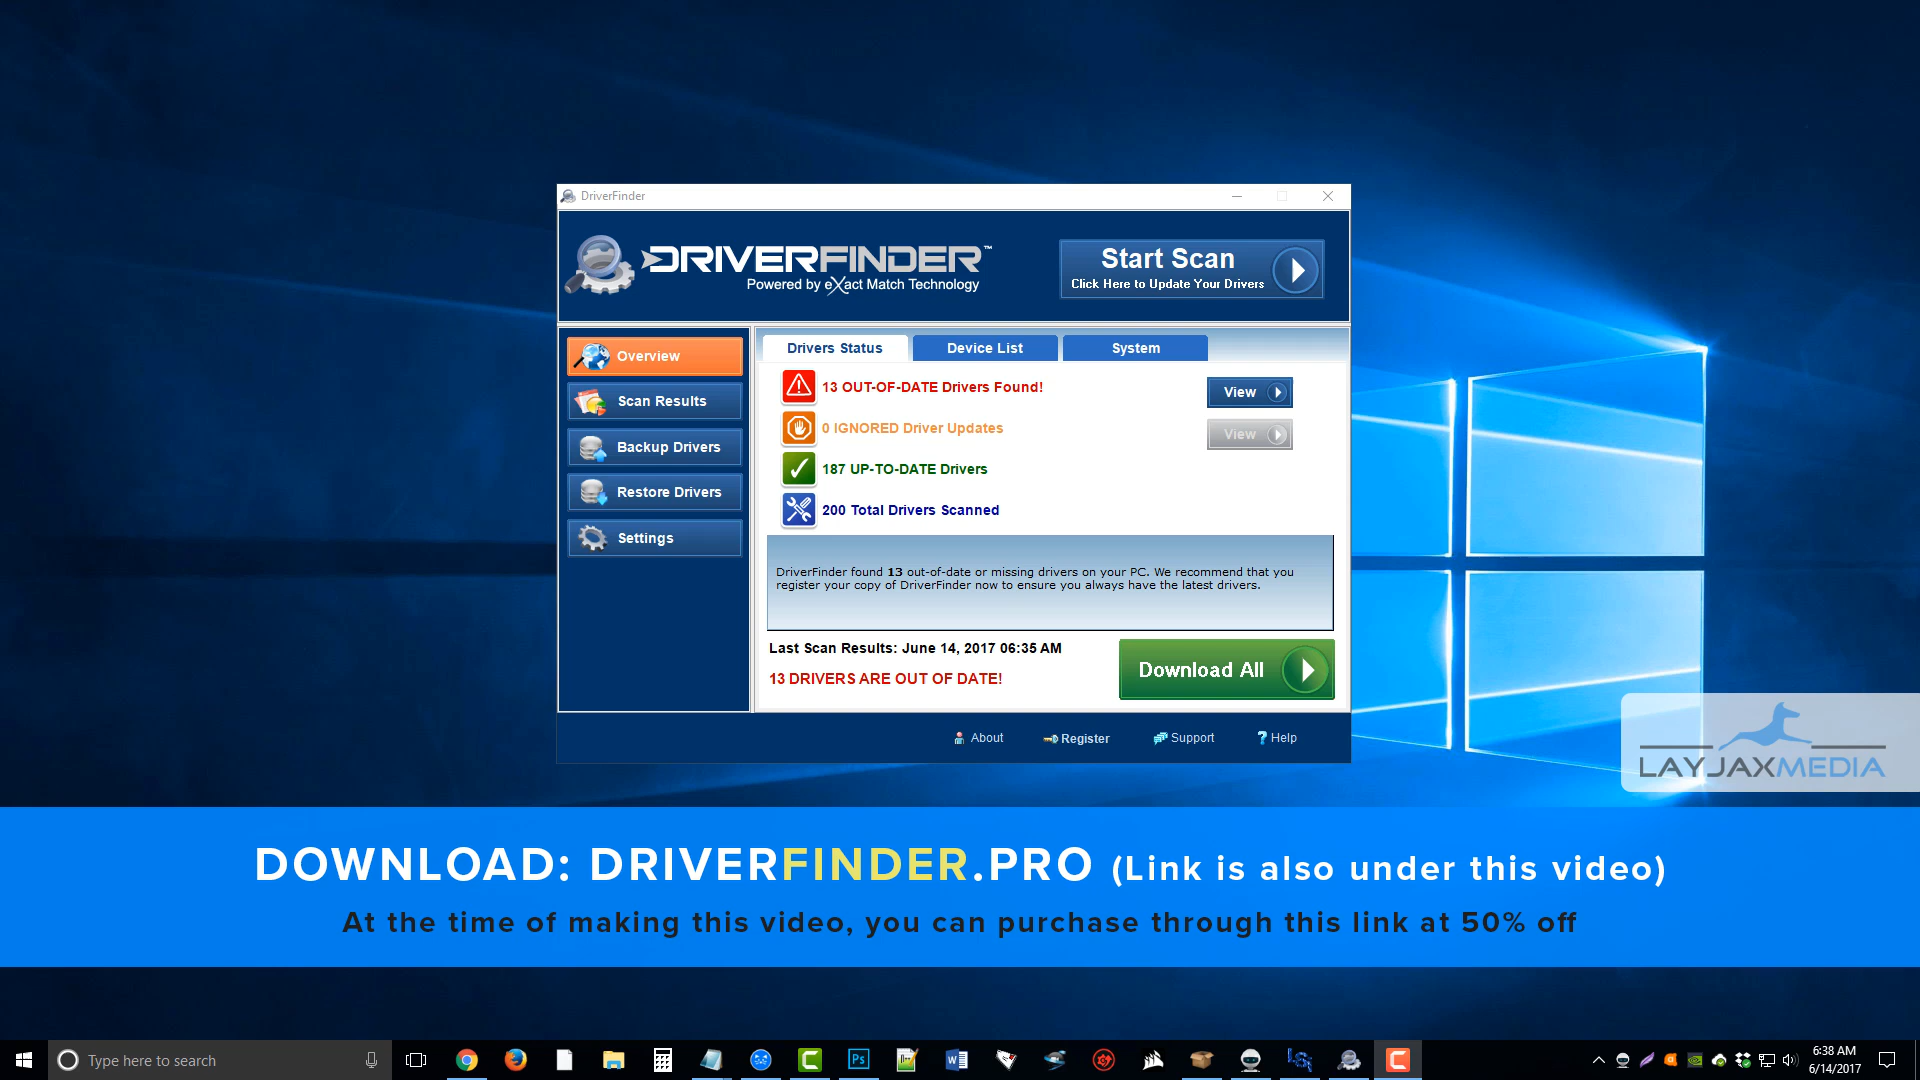 DriverFinder
DRIVERFINDER™
Powered by eXact Match Technology
Start Scan
Click Here to Update Your Drivers
Overview
Scan Results
Backup Drivers
Restore Drivers
Settings
Drivers Status
Device List
System
13 OUT-OF-DATE Drivers Found!
View
0 IGNORED Driver Updates
View
187 UP-TO-DATE Drivers
200 Total Drivers Scanned
DriverFinder found 13 out-of-date or missing drivers on your PC. We recommend that you
register your copy of DriverFinder now to ensure you always have the latest drivers.
Last Scan Results: June 14, 2017 06:35 AM
13 DRIVERS ARE OUT OF DATE!
Download All
About
Register
Support
Help
LAYJAXMEDIA
DOWNLOAD: DRIVERFINDER.PRO (Link is also under this video)
At the time of making this video, you can purchase through this link at 50% off
Type here to search
Ps
6:38 AM
6/14/2017